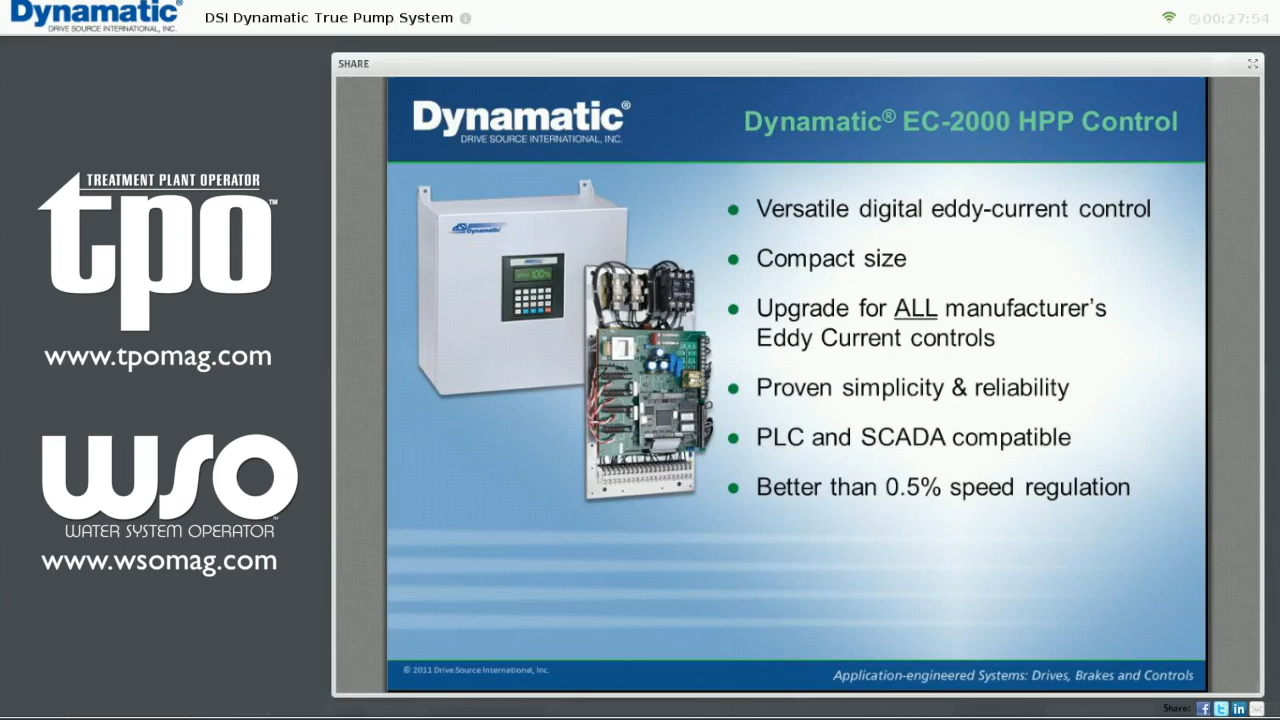 Dynamatic®
DRIVE SOURCE INTERNATIONAL, INC.
DSI Dynamatic True Pump System
00:27:54
SHARE
TREATMENT PLANT OPERATOR
tpo™
www.tpomag.com
wso
WATER SYSTEM OPERATOR
www.wsomag.com
Dynamatic®
DRIVE SOURCE INTERNATIONAL, INC.
Dynamatic® EC-2000 HPP Control
DSI Dynamatic
100%
• Versatile digital eddy-current control
• Compact size
• Upgrade for ALL manufacturer's
Eddy Current controls
• Proven simplicity & reliability
• PLC and SCADA compatible
• Better than 0.5% speed regulation
© 2011 Drive Source International, Inc.
Application-engineered Systems: Drives, Brakes and Controls
Share: